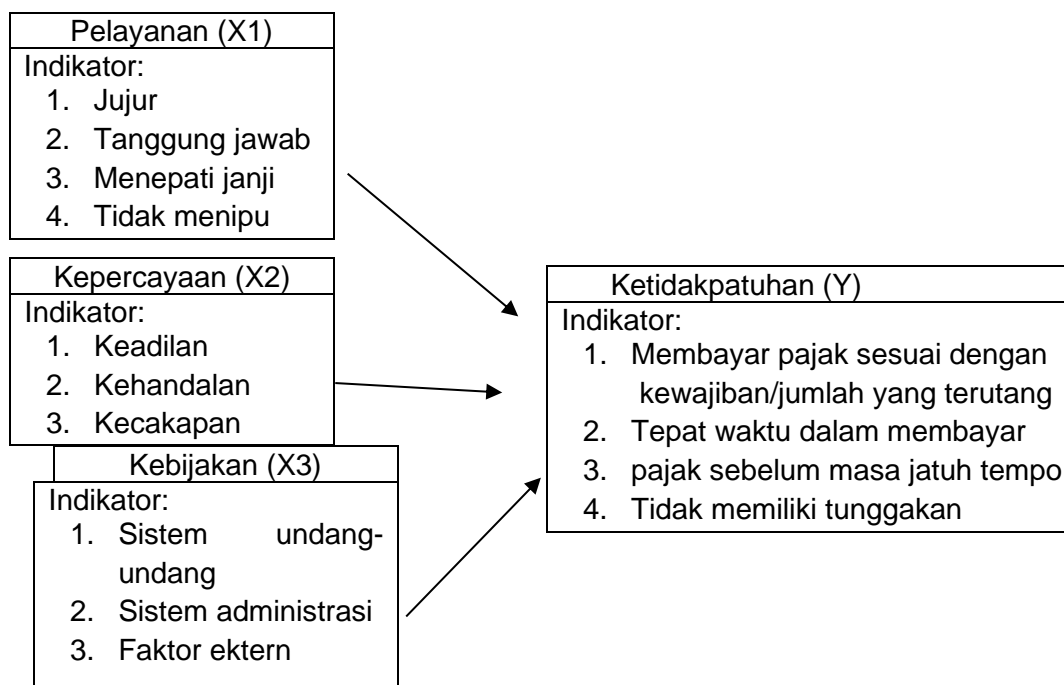 Pelayanan (X1)
Indikator:
1. Jujur
2. Tanggung jawab
3. Menepati janji
4. Tidak menipu
Kepercayaan (X2)
Indikator:
1. Keadilan
2. Kehandalan
3. Kecakapan
Kebijakan (X3)
Indikator:
1. Sistem undang-
undang
2. Sistem administrasi
3. Faktor ektern
Ketidakpatuhan (Y)
Indikator:
1. Membayar pajak sesuai dengan
kewajiban/jumlah yang terutang
2. Tepat waktu dalam membayar
3. pajak sebelum masa jatuh tempo
4. Tidak memiliki tunggakan